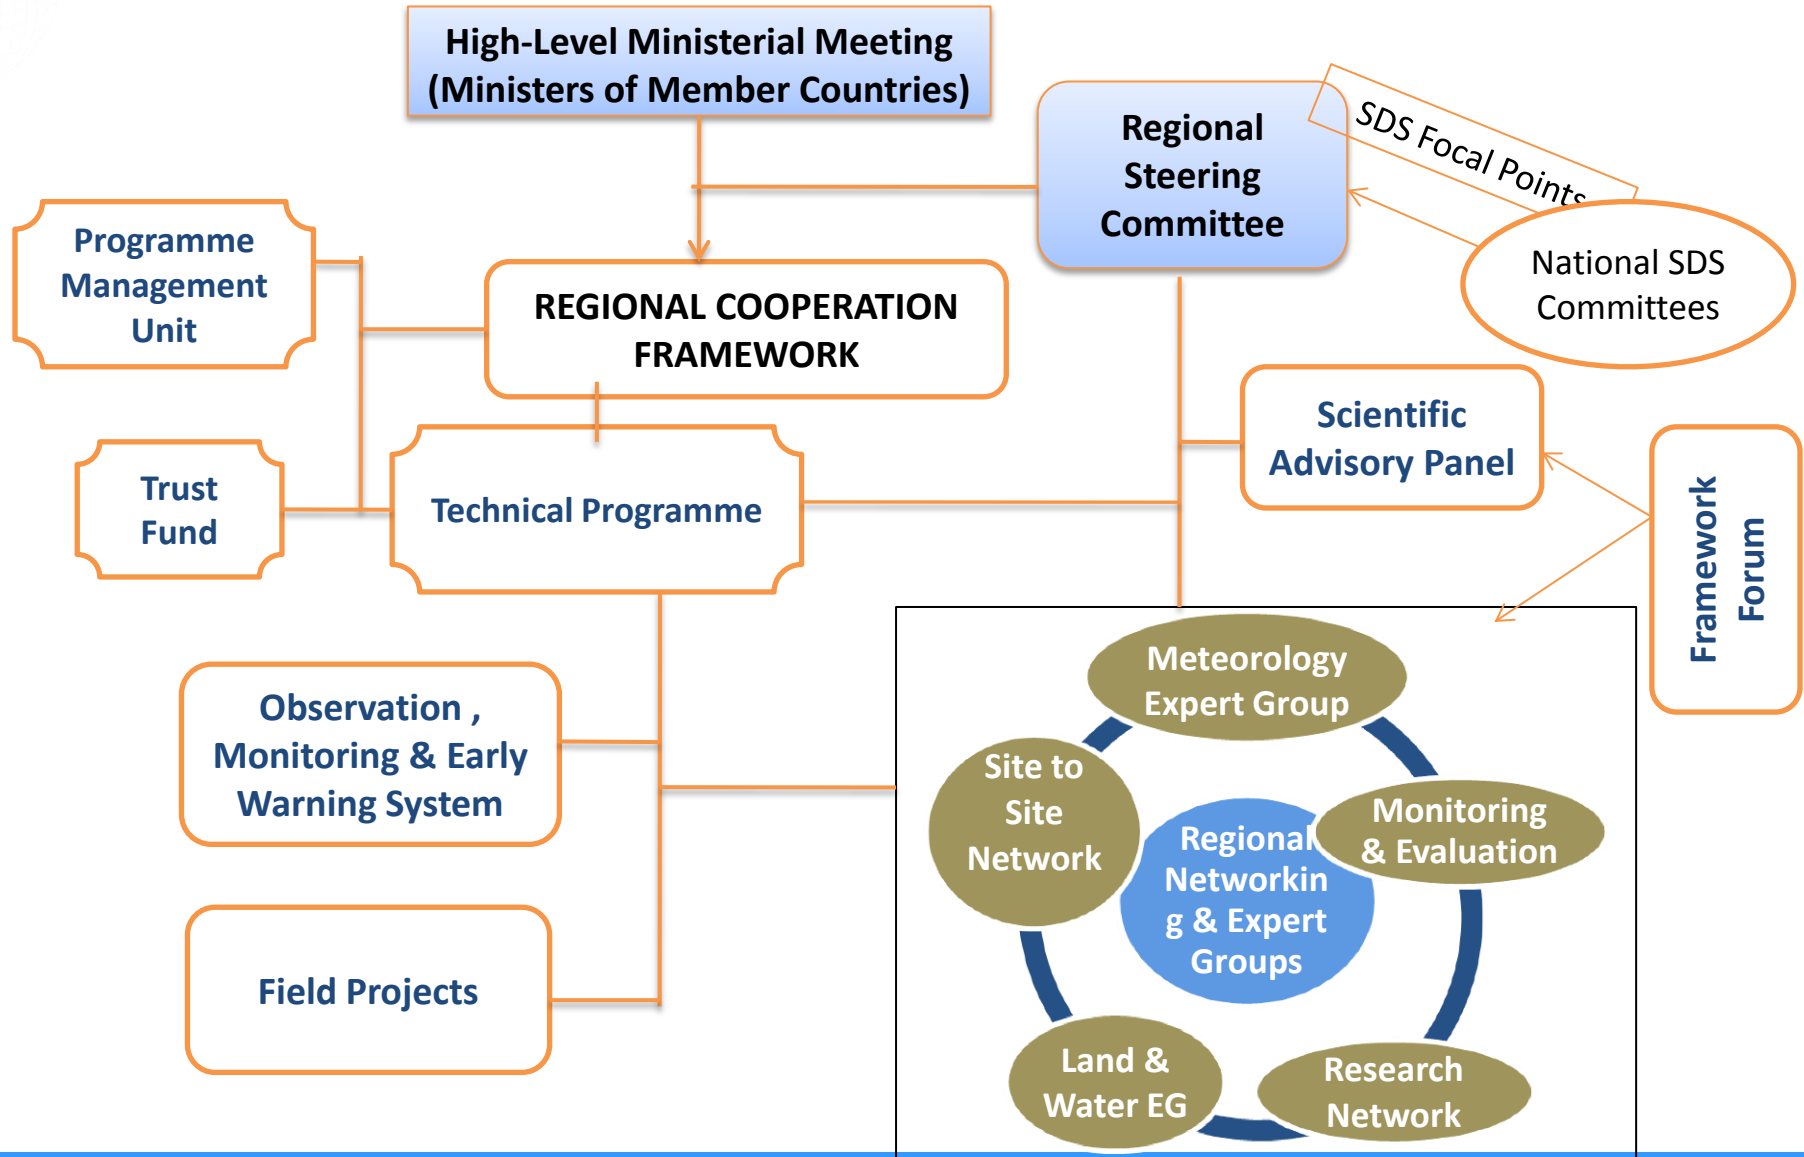 High-Level Ministerial Meeting
(Ministers of Member Countries)
Regional
Steering
Committee
SDS Focal Points
National SDS
Committees
Programme
Management
Unit
REGIONAL COOPERATION
FRAMEWORK
Scientific
Advisory Panel
Trust
Fund
Technical Programme
Framework
Forum
Observation ,
Monitoring & Early
Warning System
Field Projects
Meteorology
Expert Group
Site to
Site
Network
Monitoring
& Evaluation
Regional
Networkin
g & Expert
Groups
Land &
Water EG
Research
Network